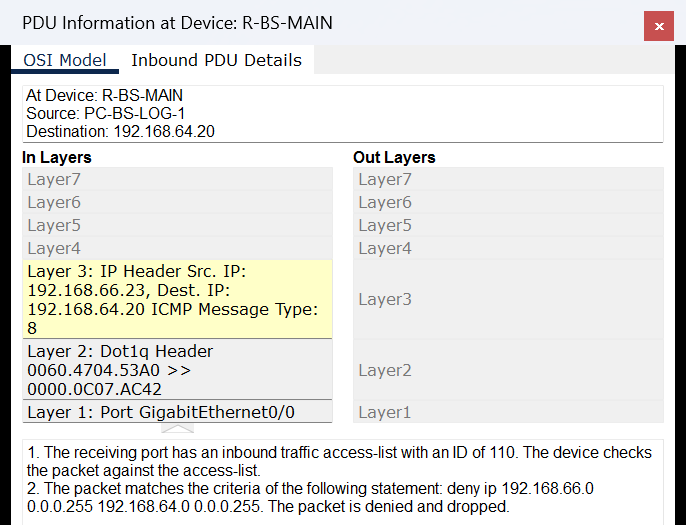 PDU Information at Device: R-BS-MAIN
×
OSI Model
Inbound PDU Details
At Device: R-BS-MAIN
Source: PC-BS-LOG-1
Destination: 192.168.64.20
In Layers
Layer7
Layer6
Layer5
Layer4
Layer 3: IP Header Src. IP:
192.168.66.23, Dest. IP:
192.168.64.20 ICMP Message Type:
8
Layer 2: Dot1q Header
0060.4704.53A0 >>
0000.0C07.AC42
Layer 1: Port GigabitEthernet0/0
Out Layers
Layer7
Layer6
Layer5
Layer4
Layer3
Layer2
Layer1
1. The receiving port has an inbound traffic access-list with an ID of 110. The device checks
the packet against the access-list.
2. The packet matches the criteria of the following statement: deny ip 192.168.66.0
0.0.0.255 192.168.64.0 0.0.0.255. The packet is denied and dropped.